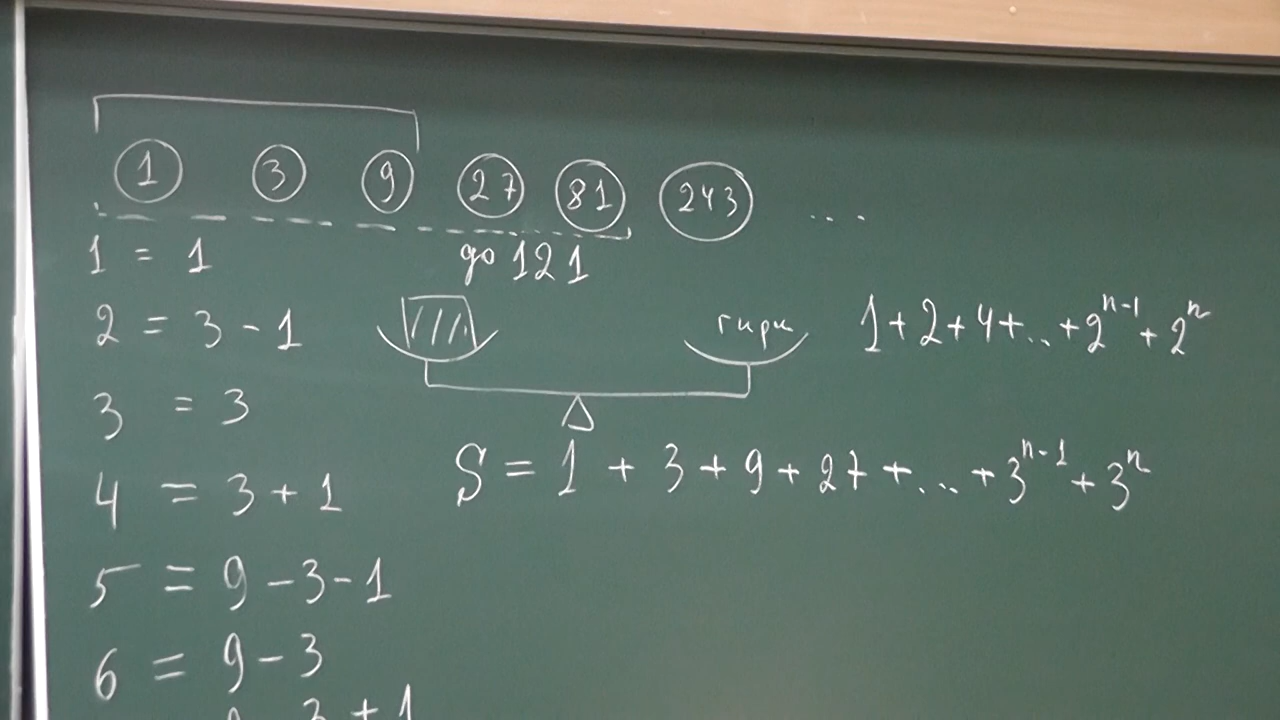 1 3 9 27 81 243 ....
1 = 1
до 121
2 = 3 - 1
гири
1+2+4+...+2^{n-1}+2^n
3 = 3
4 = 3 + 1
S = 1 + 3 + 9 + 27 + ... + 3^{n-1} + 3^n
5 = 9 - 3 - 1
6 = 9 - 3
3 + 1